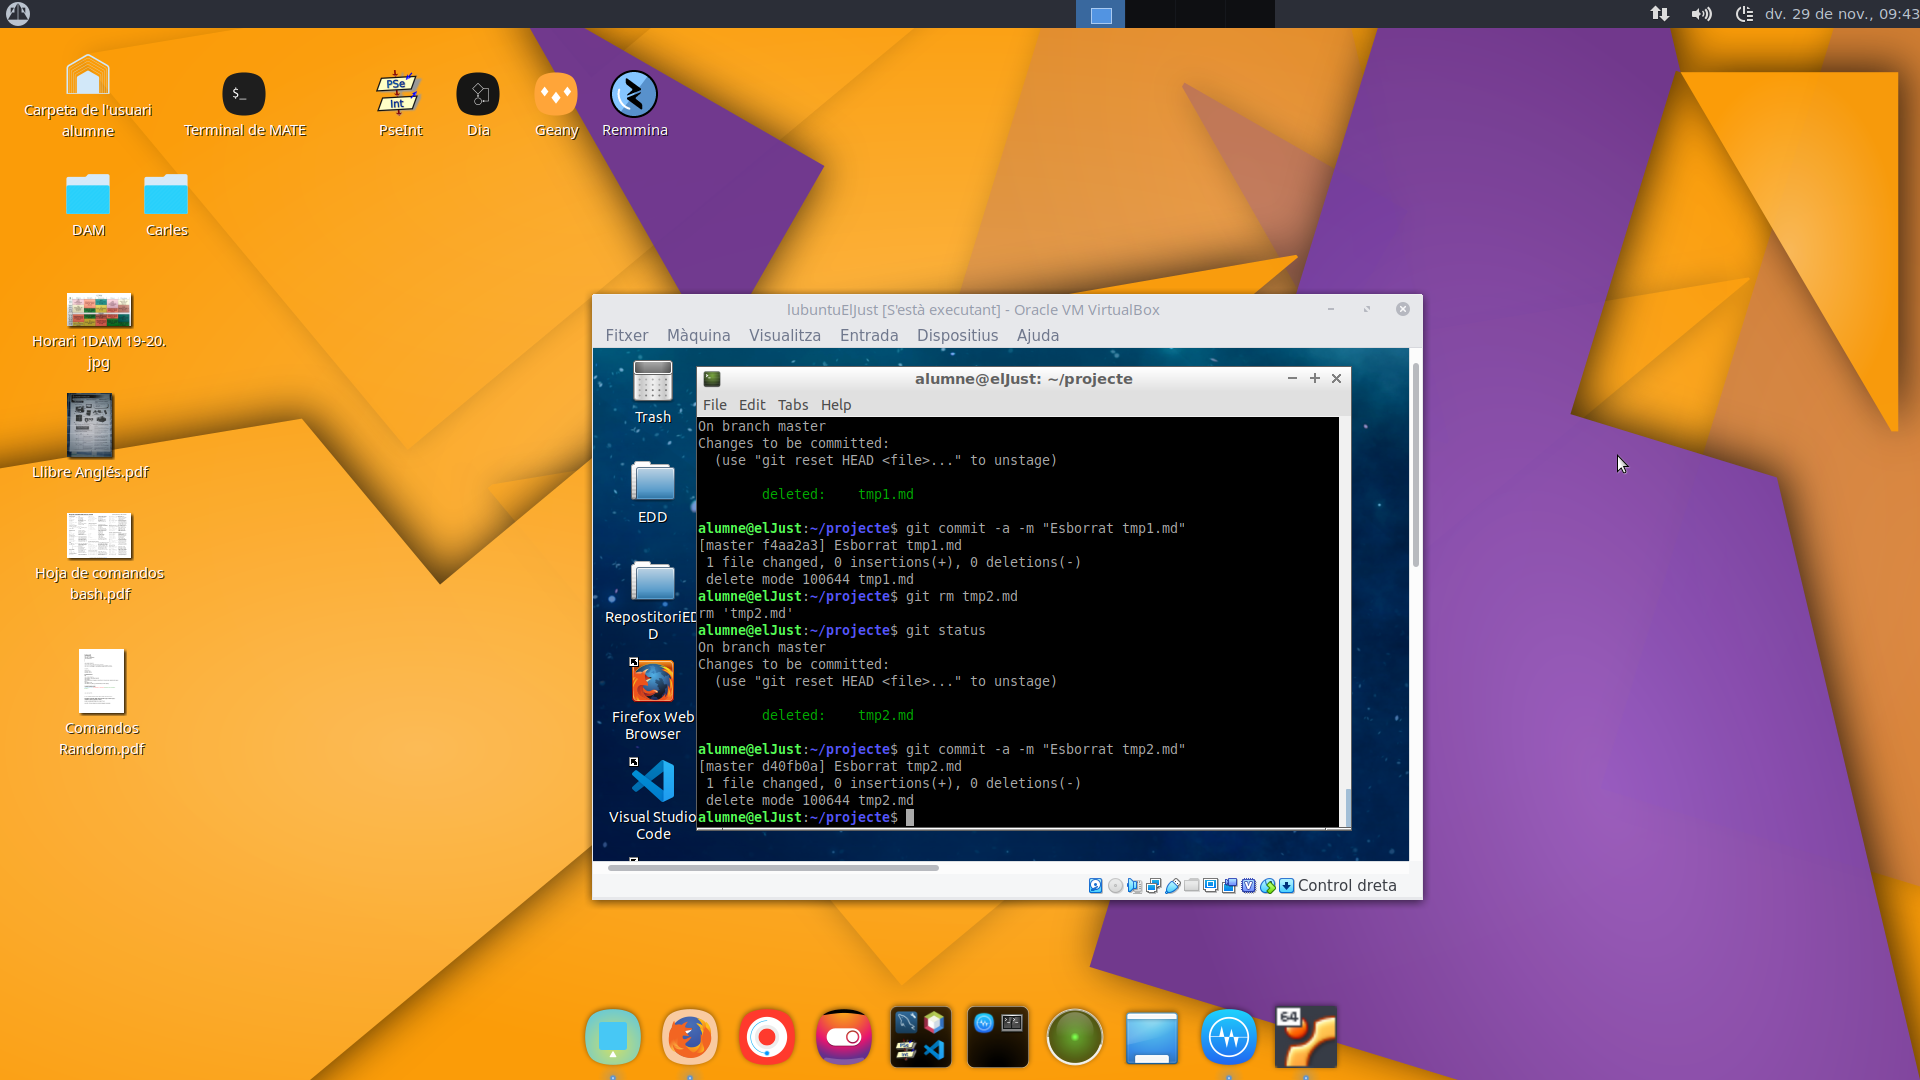 dv. 29 de nov., 09:43
Carpeta de l'usuari
alumne
$_
Terminal de MATE
PSe
Int
PseInt
Dia
Geany
Remmina
DAM
Carles
Horari 1DAM 19-20.
jpg
Llibre Anglés.pdf
Hoja de comandos
bash.pdf
Comandos
Random.pdf
lubuntuElJust [S'està executant] - Oracle VM VirtualBox
Fitxer Màquina Visualitza Entrada Dispositius Ajuda
Trash
EDD
RepostitoriED
D
Firefox Web
Browser
Visual Studio
Code
alumne@elJust: ~/projecte
File Edit Tabs Help
On branch master
Changes to be committed:
  (use "git reset HEAD <file>..." to unstage)
        deleted:    tmp1.md
alumne@elJust:~/projecte$ git commit -a -m "Esborrat tmp1.md"
[master f4aa2a3] Esborrat tmp1.md
 1 file changed, 0 insertions(+), 0 deletions(-)
 delete mode 100644 tmp1.md
alumne@elJust:~/projecte$ git rm tmp2.md
rm 'tmp2.md'
alumne@elJust:~/projecte$ git status
On branch master
Changes to be committed:
  (use "git reset HEAD <file>..." to unstage)
        deleted:    tmp2.md
alumne@elJust:~/projecte$ git commit -a -m "Esborrat tmp2.md"
[master d40fb0a] Esborrat tmp2.md
 1 file changed, 0 insertions(+), 0 deletions(-)
 delete mode 100644 tmp2.md
alumne@elJust:~/projecte$
Control dreta
64